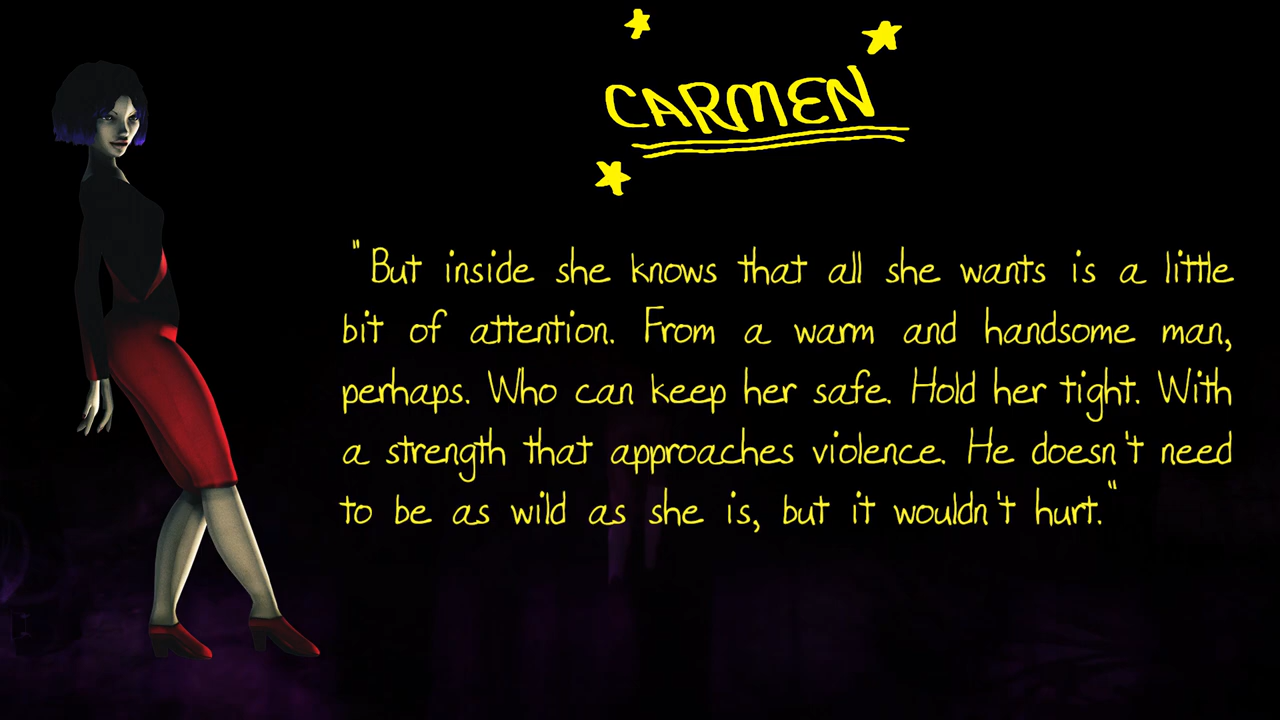 CARMEN
"But inside she knows that all she wants is a little
bit of attention. From a warm and handsome man,
perhaps. Who can keep her safe. Hold her tight. With
a strength that approaches violence. He doesn't need
to be as wild as she is, but it wouldn't hurt."